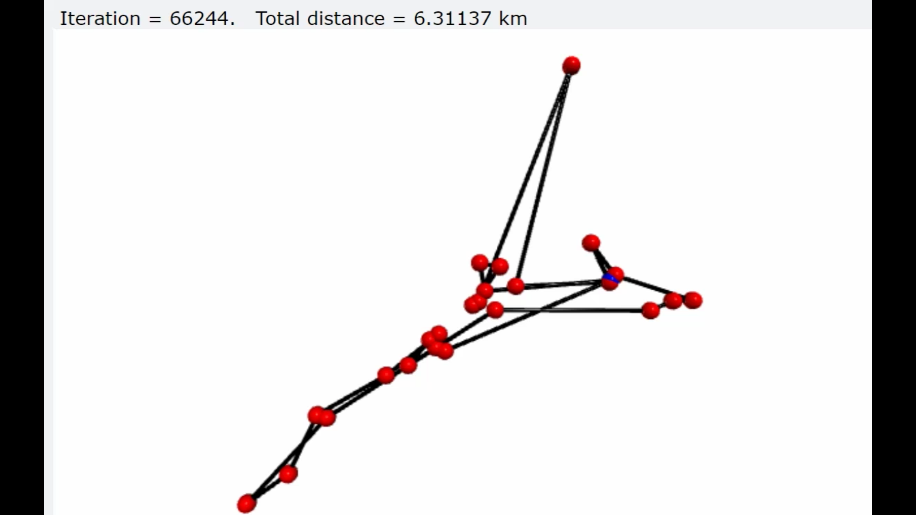 Iteration = 66244.   Total distance = 6.31137 km